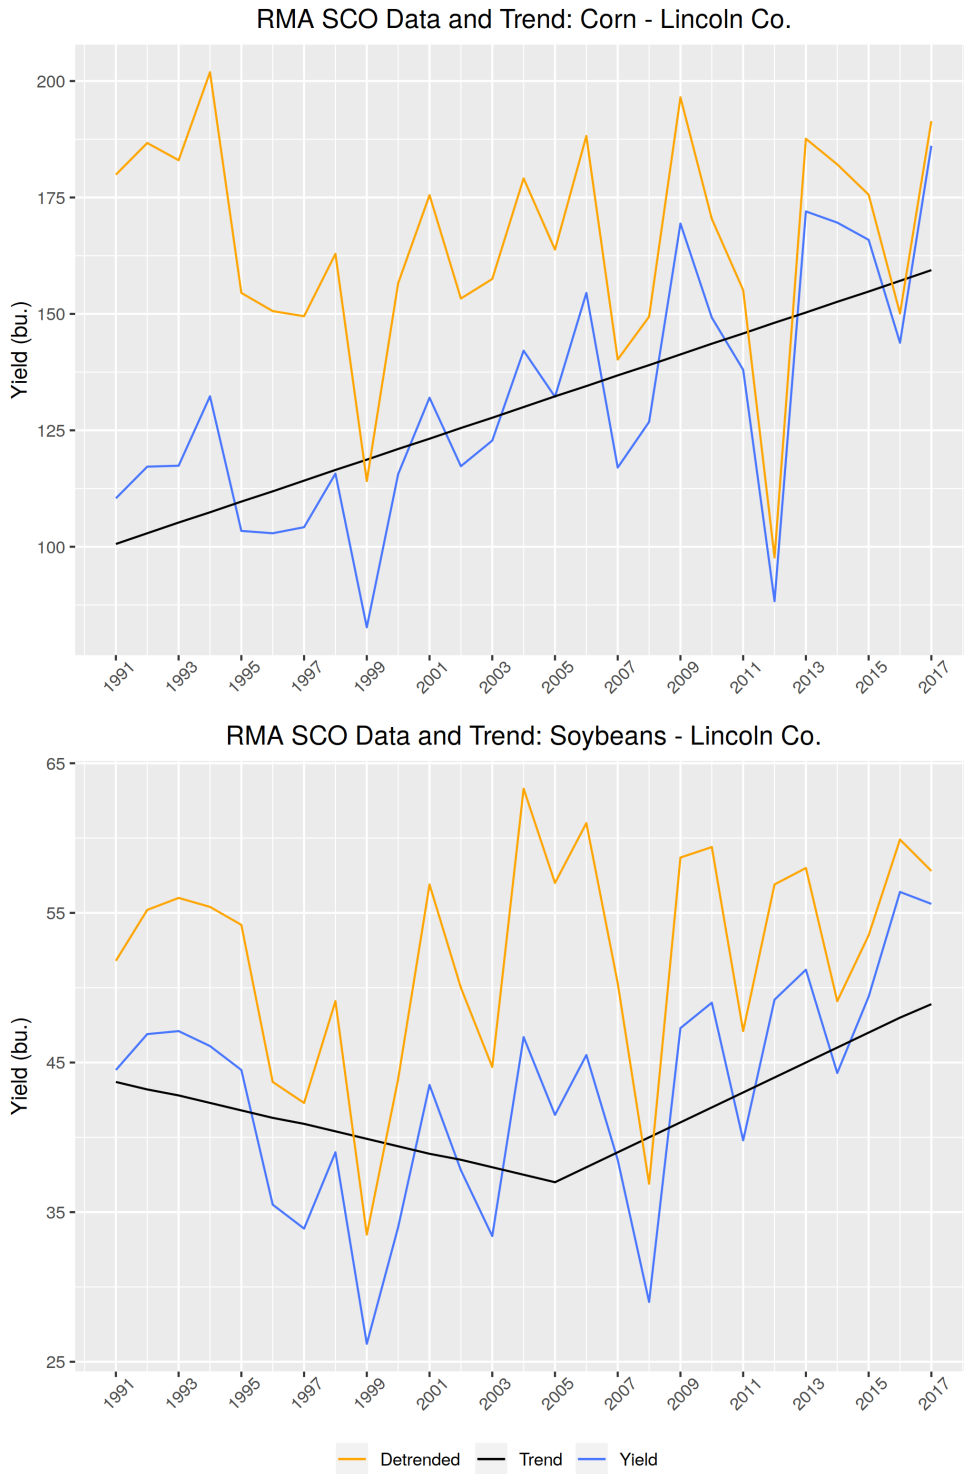 RMA SCO Data and Trend: Corn - Lincoln Co.
Yield (bu.)
200
175
150
125
100
1991 1993 1995 1997 1999 2001 2003 2005 2007 2009 2011 2013 2015 2017
RMA SCO Data and Trend: Soybeans - Lincoln Co.
Yield (bu.)
65
55
45
35
25
1991 1993 1995 1997 1999 2001 2003 2005 2007 2009 2011 2013 2015 2017
Detrended Trend Yield